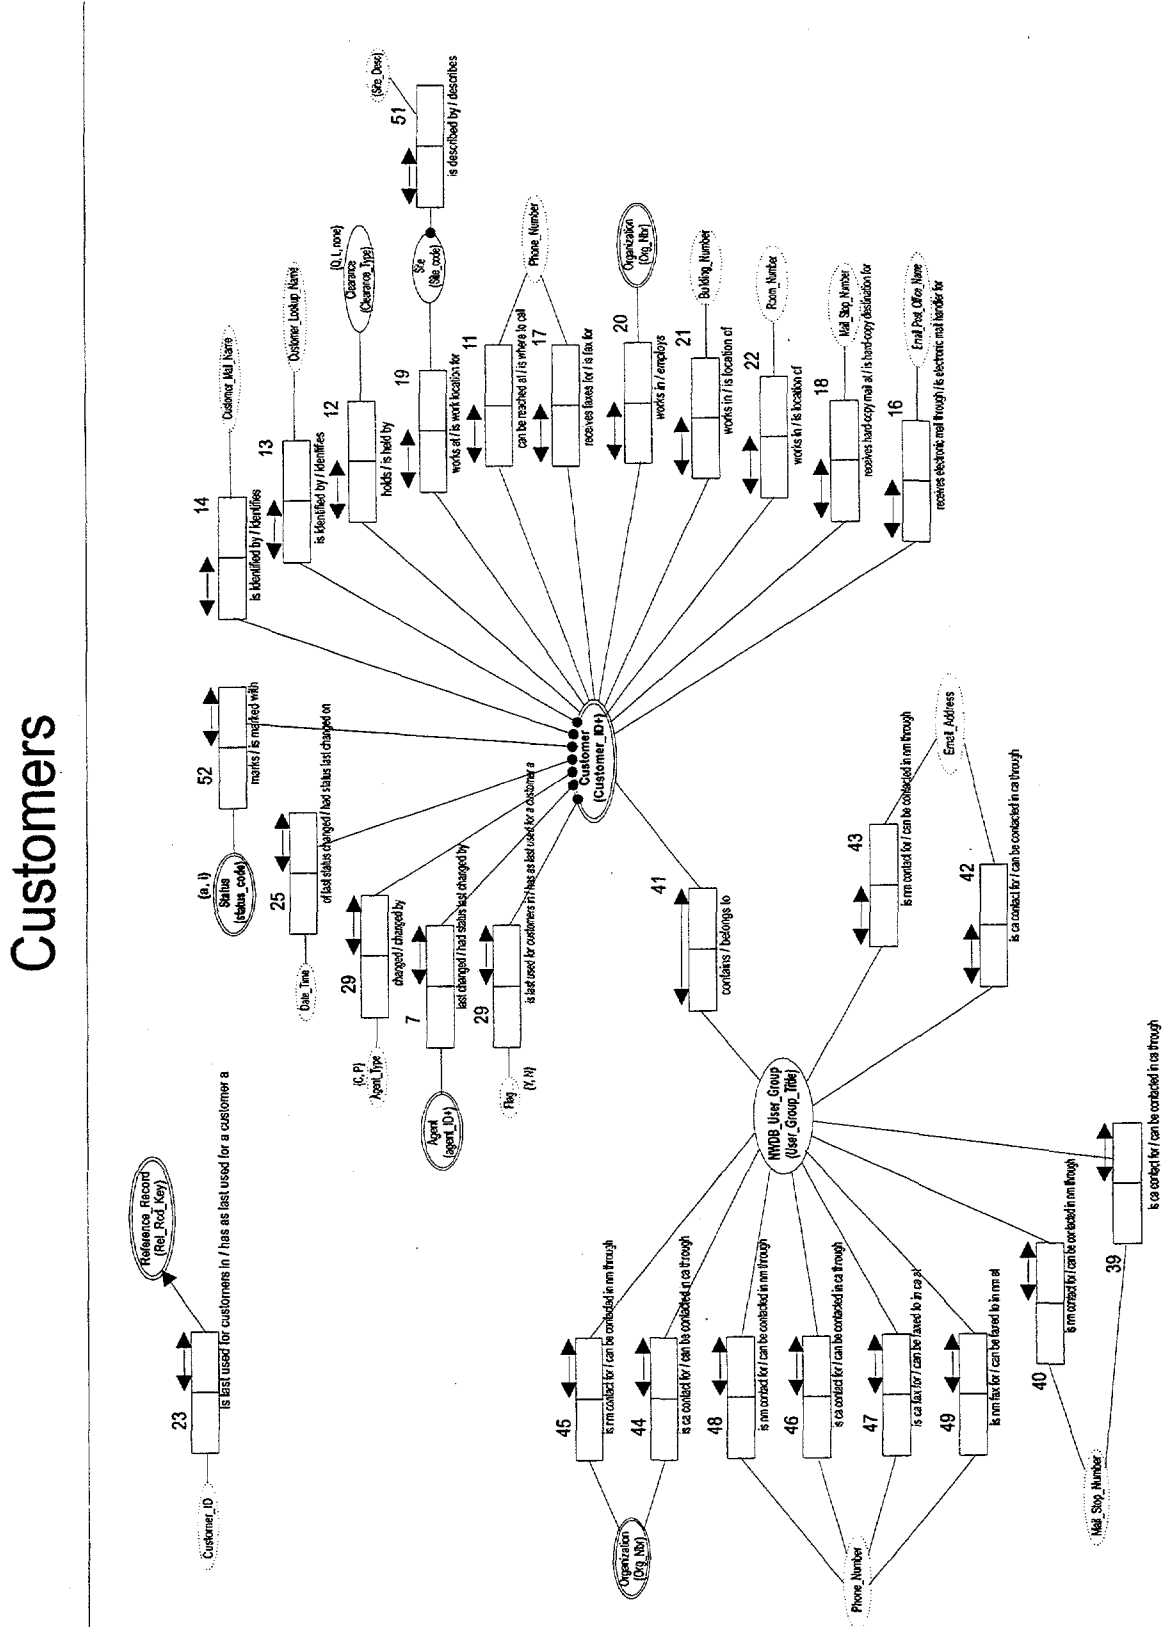 Customers
Reference_Record
(Rel_Rcd_Key)
23
is last used for customers in / has as last used for a customer a
Customer_ID
{a, i}
Status
(status_code)
52
marks / is marked with
Date_Time
25
of last status changed / had status last changed on
{C, P}
Agent_Type
29
changed / changed by
Agent
(agent_ID+)
7
last changed / had status last changed by
Flag
{Y, N}
29
is last used for customers in / has as last used for a customer a
Customer
(Customer_ID+)
14
is identified by / identifies
Customer_Mail_Name
13
is identified by / identifies
Customer_Lookup_Name
12
holds / is held by
{Q, L, none}
Clearance
(Clearance_Type)
19
works at / is work location for
Site
(Site_code)
51
is described by / describes
(Site_Desc)
11
can be reached at / is where to call
Phone_Number
17
receives faxes for / is fax for
20
works in / employs
Organization
(Org_Nbr)
21
works in / is location of
Building_Number
22
works in / is location of
Room_Number
18
receives hard-copy mail at / is hard-copy destination for
Mail_Stop_Number
16
receives electronic mail through / is electronic mail handler for
Email_Post_Office_Name
41
contains / belongs to
43
is nm contact for / can be contacted in nm through
Email_Address
42
is ca contact for / can be contacted in ca through
NWDB_User_Group
(User_Group_Title)
45
is nm contact for / can be contacted in nm through
44
is ca contact for / can be contacted in ca through
Organization
(Org_Nbr)
48
is nm contact for / can be contacted in nm through
46
is ca contact for / can be contacted in ca through
47
is ca fax for / can be faxed to in ca at
49
is nm fax for / can be faxed to in nm at
Phone_Number
40
is nm contact for / can be contacted in nm through
39
is ca contact for / can be contacted in ca through
Mail_Stop_Number